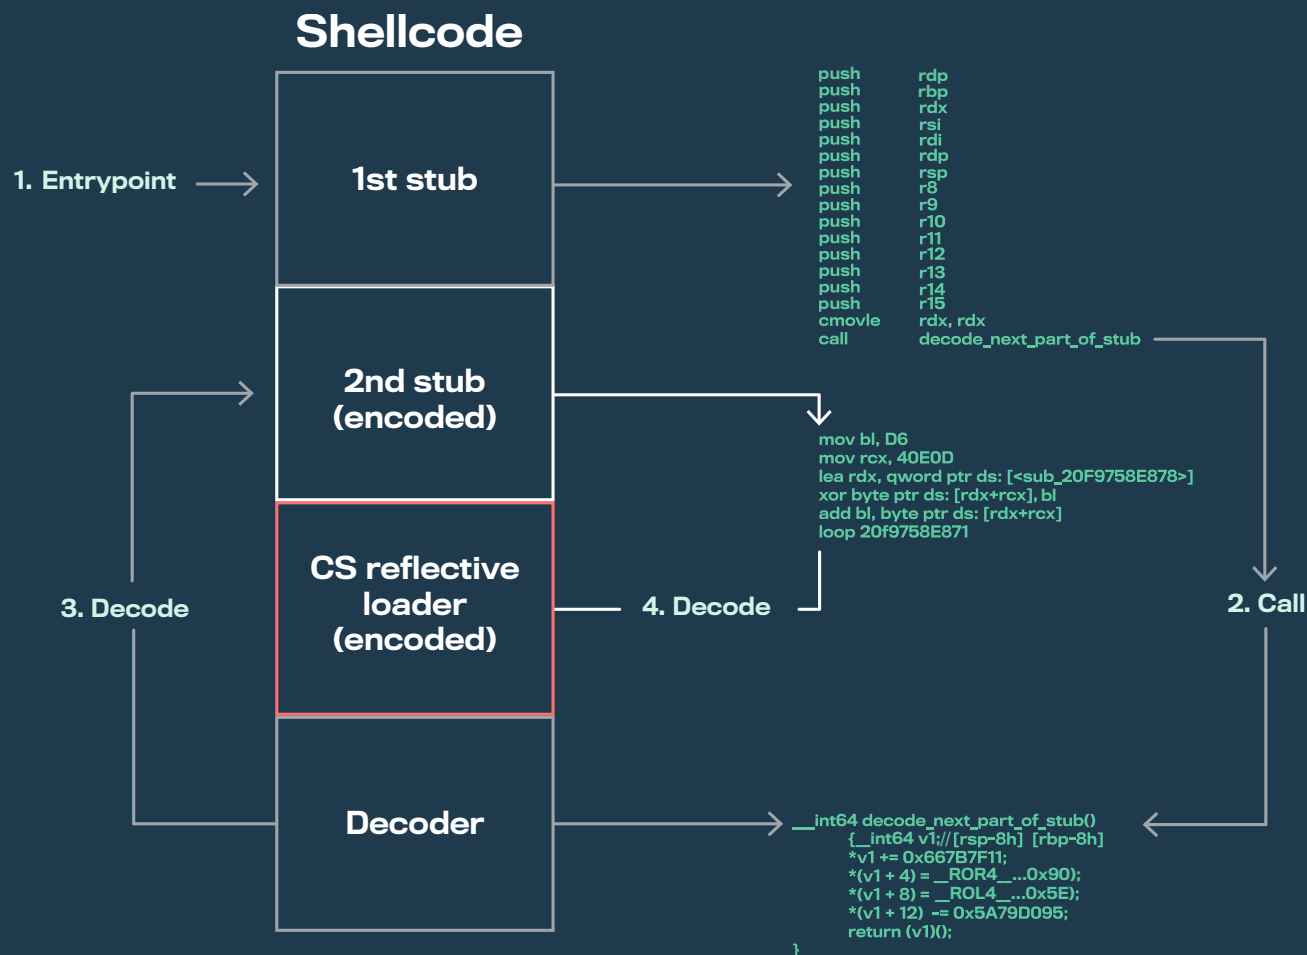 Shellcode
1. Entrypoint
1st stub
push rdp
push rbp
push rdx
push rsi
push rdi
push rdp
push rsp
push r8
push r9
push r10
push r11
push r12
push r13
push r14
push r15
cmovle rdx, rdx
call decode_next_part_of_stub
2nd stub
(encoded)
mov bl, D6
mov rcx, 40E0D
lea rdx, qword ptr ds: [<sub_20F9758E878>]
xor byte ptr ds: [rdx+rcx], bl
add bl, byte ptr ds: [rdx+rcx]
loop 20f9758E871
CS reflective
loader
(encoded)
3. Decode
4. Decode
2. Call
Decoder
__int64 decode_next_part_of_stub()
{__int64 v1;//[rsp-8h] [rbp-8h]
*v1 += 0x667B7F11;
*(v1 + 4) = __ROR4__...0x90);
*(v1 + 8) = __ROL4__...0x5E);
*(v1 + 12) -= 0x5A79D095;
return (v1)();
}